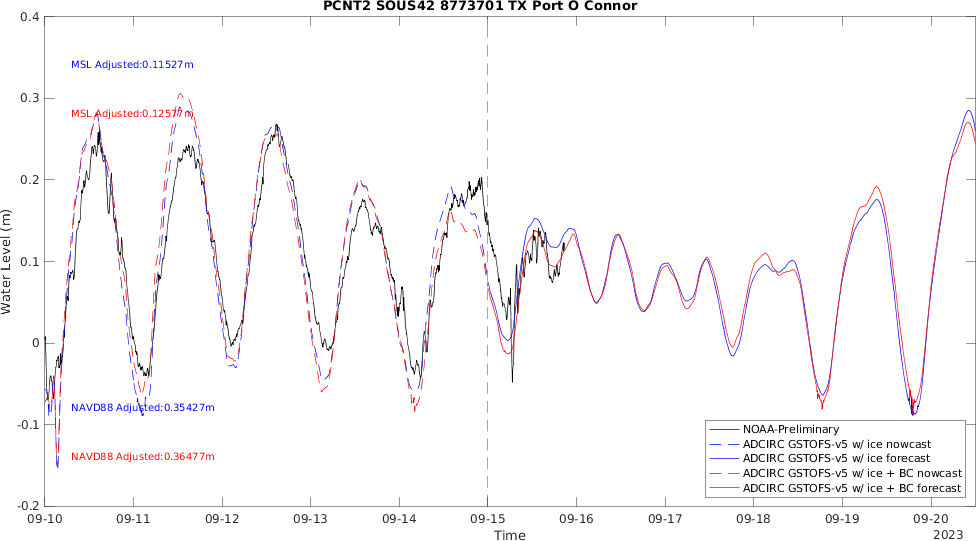 PCNT2 SOUS42 8773701 TX Port O Connor
0.4
MSL Adjusted:0.11527m
0.3
MSL Adjusted:0.12577m
0.2
Water Level (m)
0.1
0
NAVD88 Adjusted:0.35427m
-0.1
NAVD88 Adjusted:0.36477m
-0.2
NOAA-Preliminary
ADCIRC GSTOFS-v5 w/ ice nowcast
ADCIRC GSTOFS-v5 w/ ice forecast
ADCIRC GSTOFS-v5 w/ ice + BC nowcast
ADCIRC GSTOFS-v5 w/ ice + BC forecast
09-10 09-11 09-12 09-13 09-14 09-15 09-16 09-17 09-18 09-19 09-20
Time
2023